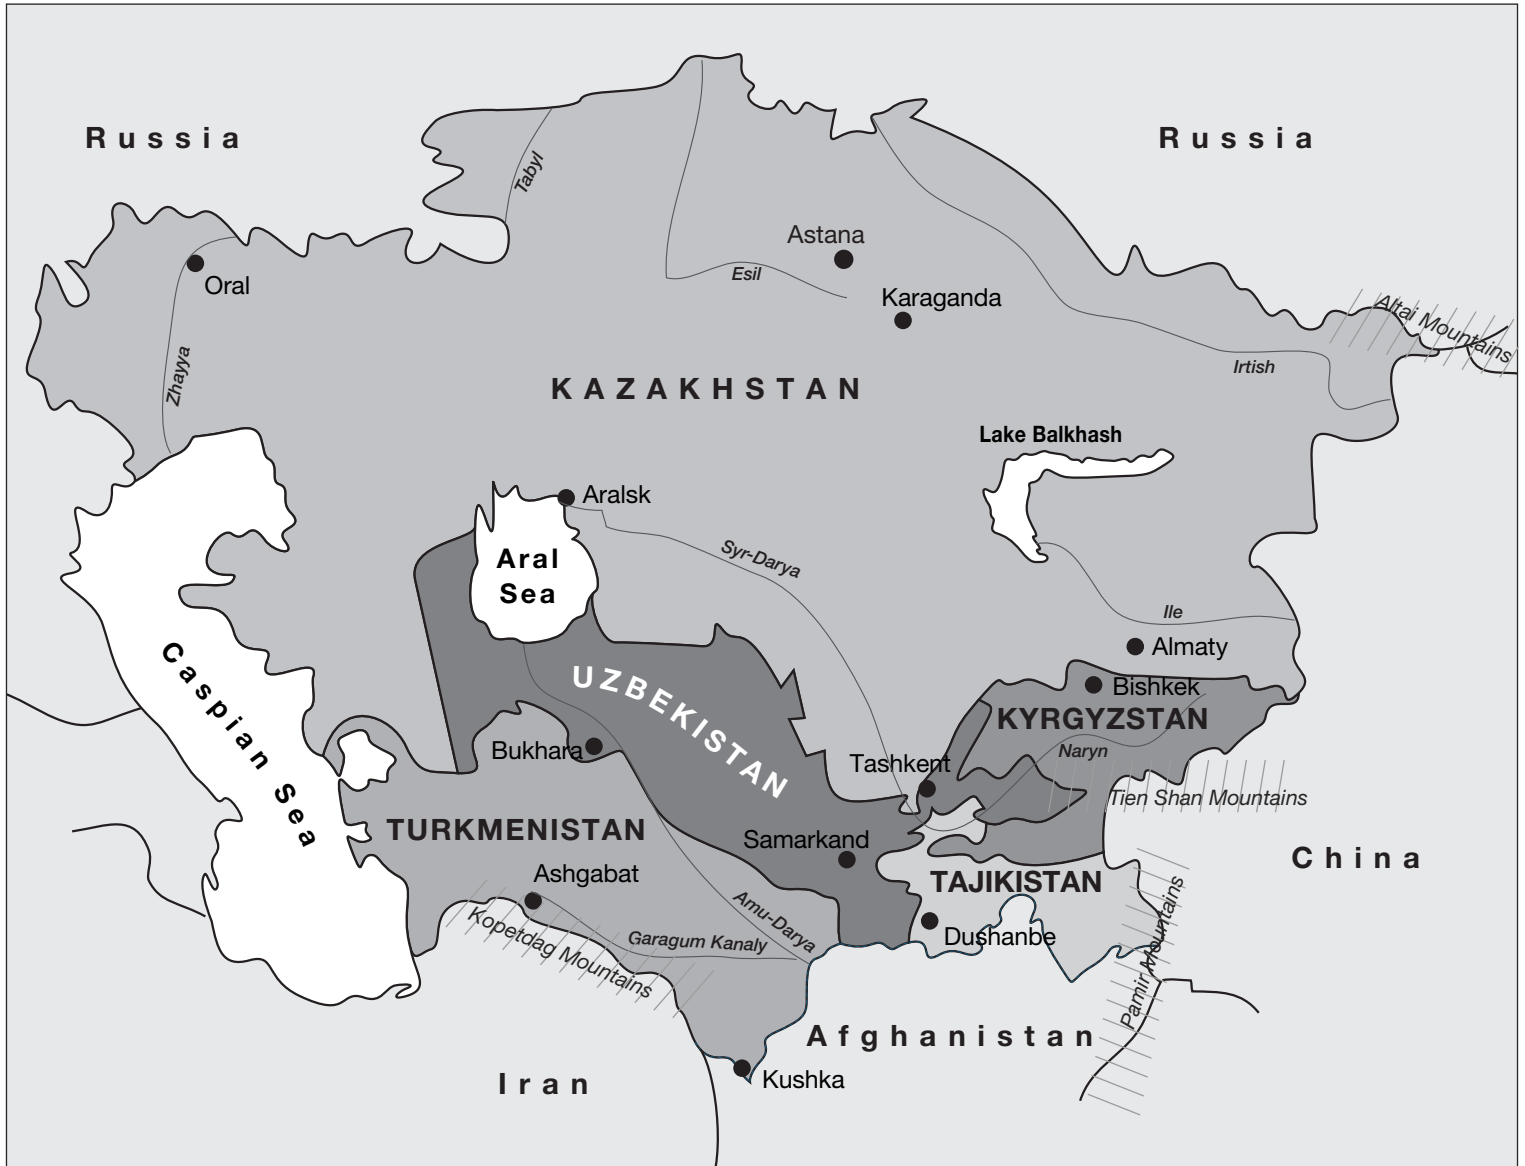 Russia
Russia
Tabyl
Astana
Esil
Oral
Karaganda
Altai Mountains
Zhayya
Irtish
KAZAKHSTAN
Lake Balkhash
Aralsk
Aral
Sea
Syr-Darya
Ile
Almaty
Caspian Sea
UZBEKISTAN
Bishkek
KYRGYZSTAN
Naryn
Bukhara
Tashkent
Tien Shan Mountains
TURKMENISTAN
Samarkand
China
Ashgabat
TAJIKISTAN
Amu-Darya
Kopetdag Mountains
Garagum Kanaly
Dushanbe
Pamir Mountains
Afghanistan
Iran
Kushka